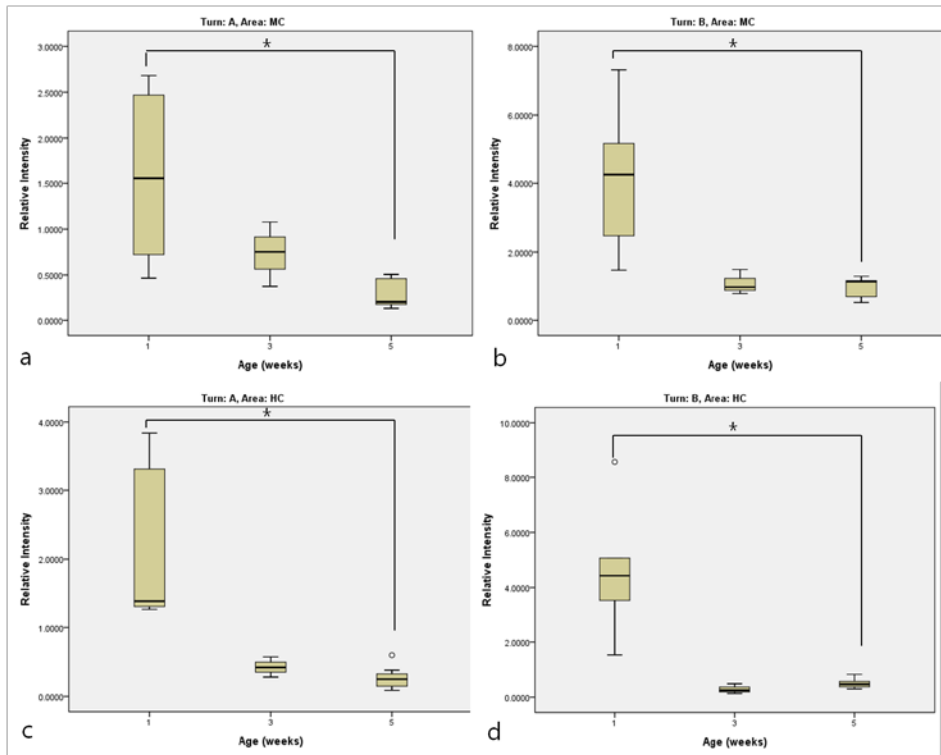 Turn: A, Area: MC
*
3.0000
2.5000
2.0000
1.5000
1.0000
0.5000
0.0000
Relative Intensity
1 3 5
Age (weeks)
a
Turn: B, Area: MC
*
8.0000
6.0000
4.0000
2.0000
0.0000
Relative Intensity
1 3 5
Age (weeks)
b
Turn: A, Area: HC
*
4.0000
3.0000
2.0000
1.0000
0.0000
Relative Intensity
1 3 5
Age (weeks)
c
Turn: B, Area: HC
*
10.0000
8.0000
6.0000
4.0000
2.0000
0.0000
Relative Intensity
1 3 5
Age (weeks)
d